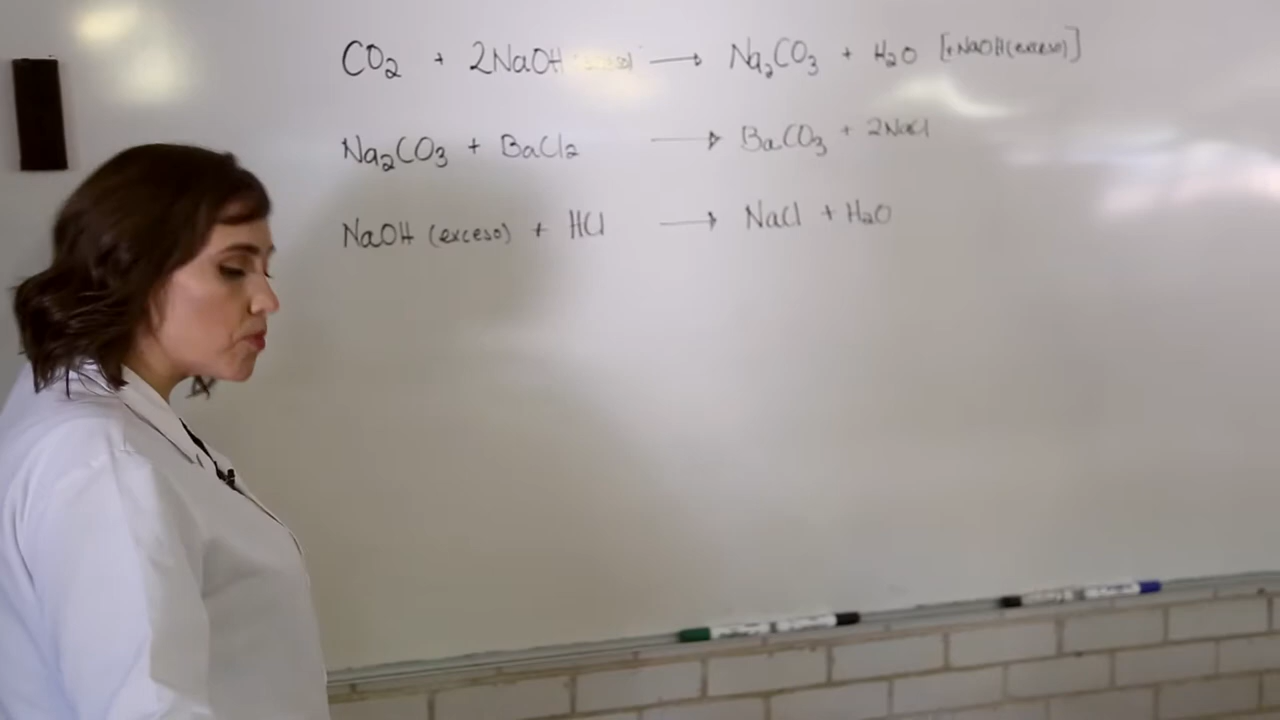 CO₂ + 2NaOH → Na₂CO₃ + H₂O [+NaOH(exceso)]
Na₂CO₃ + BaCl₂ → BaCO₃ + 2NaCl
NaOH (exceso) + HCl → NaCl + H₂O